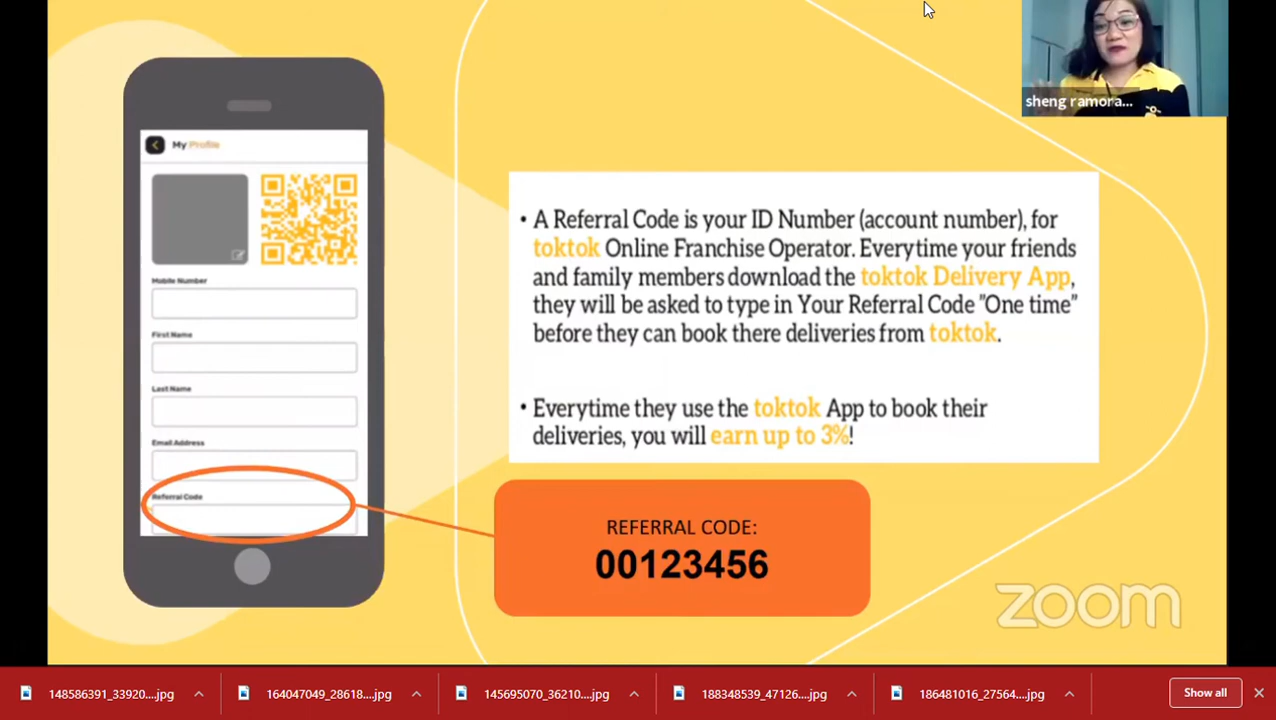 sheng ramora...
My Profile
Mobile Number
First Name
Last Name
Email Address
Referral Code
• A Referral Code is your ID Number (account number), for
toktok Online Franchise Operator. Everytime your friends
and family members download the toktok Delivery App,
they will be asked to type in Your Referral Code "One time"
before they can book there deliveries from toktok.
• Everytime they use the toktok App to book their
deliveries, you will earn up to 3%!
REFERRAL CODE:
00123456
zoom
148586391_33920....jpg
164047049_28618....jpg
145695070_36210....jpg
188348539_47126....jpg
186481016_27564....jpg
Show all